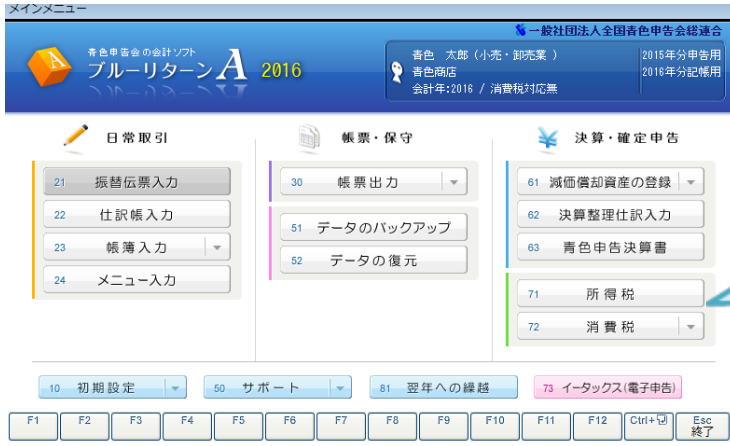 メインメニュー
一般社団法人全国青色申告会総連合
青色申告会の会計ソフト
ブルーリターンA 2016
青色 太郎（小売・卸売業 ）
2015年分申告用
青色商店
2016年分記帳用
会計年:2016 / 消費税対応無
日常取引
帳票・保守
決算・確定申告
21 振替伝票入力
22 仕訳帳入力
23 帳簿入力
24 メニュー入力
30 帳票出力
51 データのバックアップ
52 データの復元
61 減価償却資産の登録
62 決算整理仕訳入力
63 青色申告決算書
71 所得税
72 消費税
10 初期設定
50 サポート
81 翌年への繰越
73 イータックス(電子申告)
F1 F2 F3 F4 F5 F6 F7 F8 F9 F10 F11 F12 Ctrl+ Esc
終了